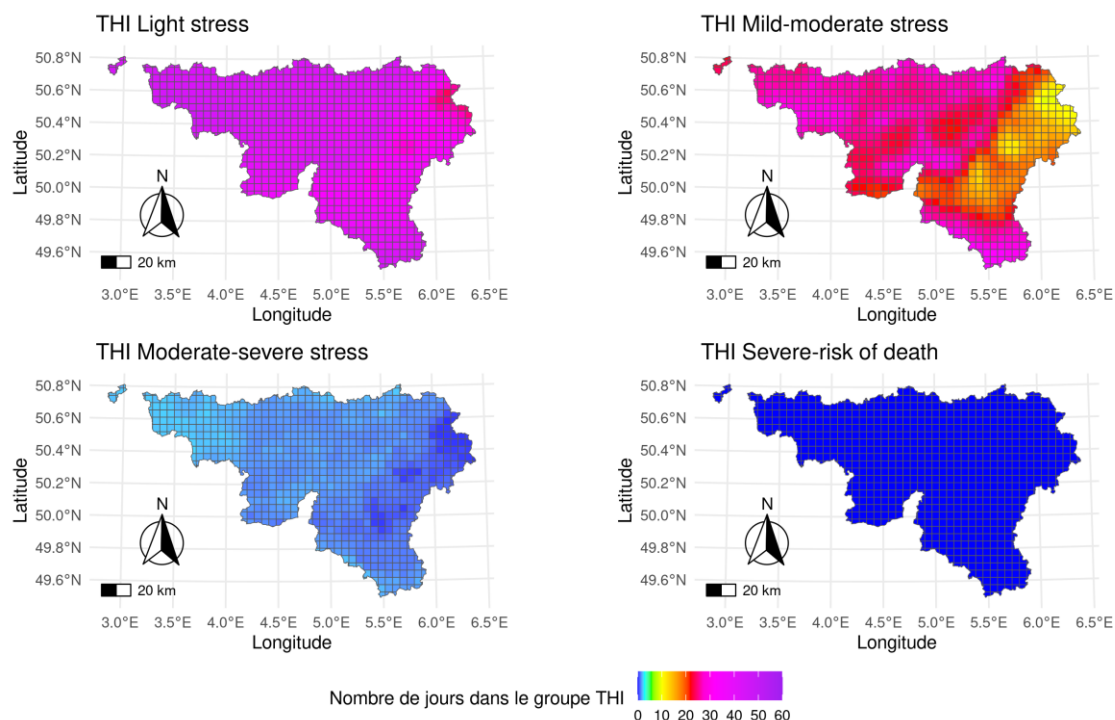 THI Light stress
50.8°N
50.6°N
50.4°N
50.2°N
50.0°N
49.8°N
49.6°N
Latitude
N
20 km
3.0°E 3.5°E 4.0°E 4.5°E 5.0°E 5.5°E 6.0°E 6.5°E
Longitude
THI Mild-moderate stress
50.8°N
50.6°N
50.4°N
50.2°N
50.0°N
49.8°N
49.6°N
Latitude
N
20 km
3.0°E 3.5°E 4.0°E 4.5°E 5.0°E 5.5°E 6.0°E 6.5°E
Longitude
THI Moderate-severe stress
50.8°N
50.6°N
50.4°N
50.2°N
50.0°N
49.8°N
49.6°N
Latitude
N
20 km
3.0°E 3.5°E 4.0°E 4.5°E 5.0°E 5.5°E 6.0°E 6.5°E
Longitude
THI Severe-risk of death
50.8°N
50.6°N
50.4°N
50.2°N
50.0°N
49.8°N
49.6°N
Latitude
N
20 km
3.0°E 3.5°E 4.0°E 4.5°E 5.0°E 5.5°E 6.0°E 6.5°E
Longitude
Nombre de jours dans le groupe THI
0 10 20 30 40 50 60